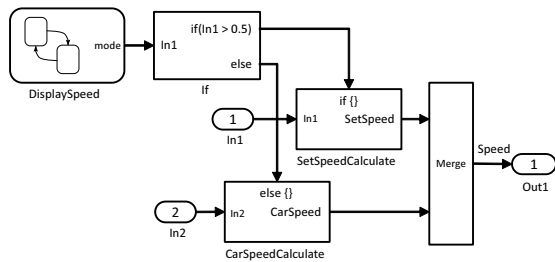 mode
DisplaySpeed
In1
if(In1 > 0.5)
else
If
1
In1
if {}
In1
SetSpeed
SetSpeedCalculate
Merge
Speed
1
Out1
2
In2
else {}
In2
CarSpeed
CarSpeedCalculate